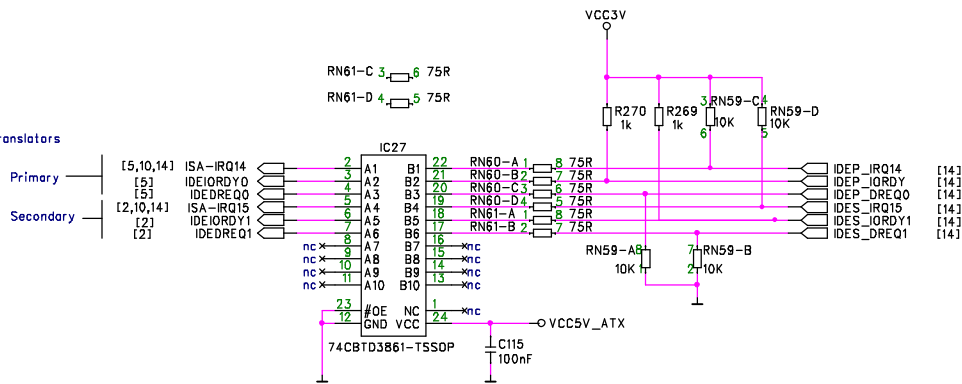 VCC3V
RN61-C 3 6 75R
RN61-D 4 5 75R
R270 1k
R269 1k
3 RN59-C 10K 6
4 RN59-D 10K 5
ranslators
IC27
Primary
Secondary
[5,10,14] ISA-IRQ14 2 A1 B1 22 RN60-A 1 8 75R IDEP_IRQ14 [14]
[5] IDEIORDY0 3 A2 B2 21 RN60-B 2 7 75R IDEP_IORDY [14]
[5] IDEDREQ0 4 A3 B3 20 RN60-C 3 6 75R IDEP_DREQ0 [14]
[2,10,14] ISA-IRQ15 5 A4 B4 19 RN60-D 4 5 75R IDES_IRQ15 [14]
[2] IDEIORDY1 6 A5 B5 18 RN61-A 1 8 75R IDES_IORDY1 [14]
[2] IDEDREQ1 7 A6 B6 17 RN61-B 2 7 75R IDES_DREQ1 [14]
nc 8 A7 B7 16 nc
nc 9 A8 B8 15 nc
nc 10 A9 B9 14 nc
nc 11 A10 B10 13 nc
RN59-A 8 10K 1
7 RN59-B 2 10K
23 #OE NC 1 nc
12 GND VCC 24 VCC5V_ATX
74CBTD3861-TSSOP
C115
100nF